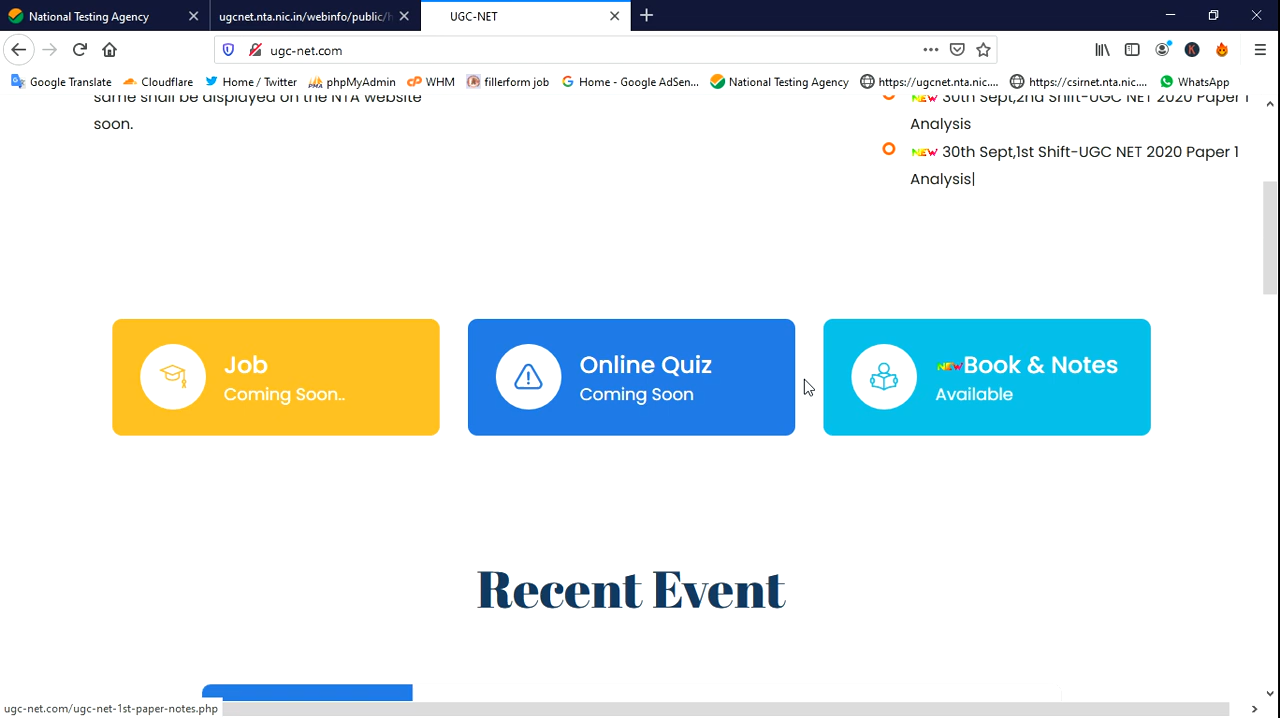 National Testing Agency
ugcnet.nta.nic.in/webinfo/public/h
UGC-NET
ugc-net.com
Google Translate
Cloudflare
Home / Twitter
phpMyAdmin
WHM
fillerform job
Home - Google AdSen...
National Testing Agency
https://ugcnet.nta.nic....
https://csirnet.nta.nic....
WhatsApp
same shall be displayed on the NTA website
soon.
NEW 30th Sept,2nd Shift-UGC NET 2020 Paper 1
Analysis
NEW 30th Sept,1st Shift-UGC NET 2020 Paper 1
Analysis|
Job
Coming Soon..
Online Quiz
Coming Soon
NEW Book & Notes
Available
Recent Event
ugc-net.com/ugc-net-1st-paper-notes.php